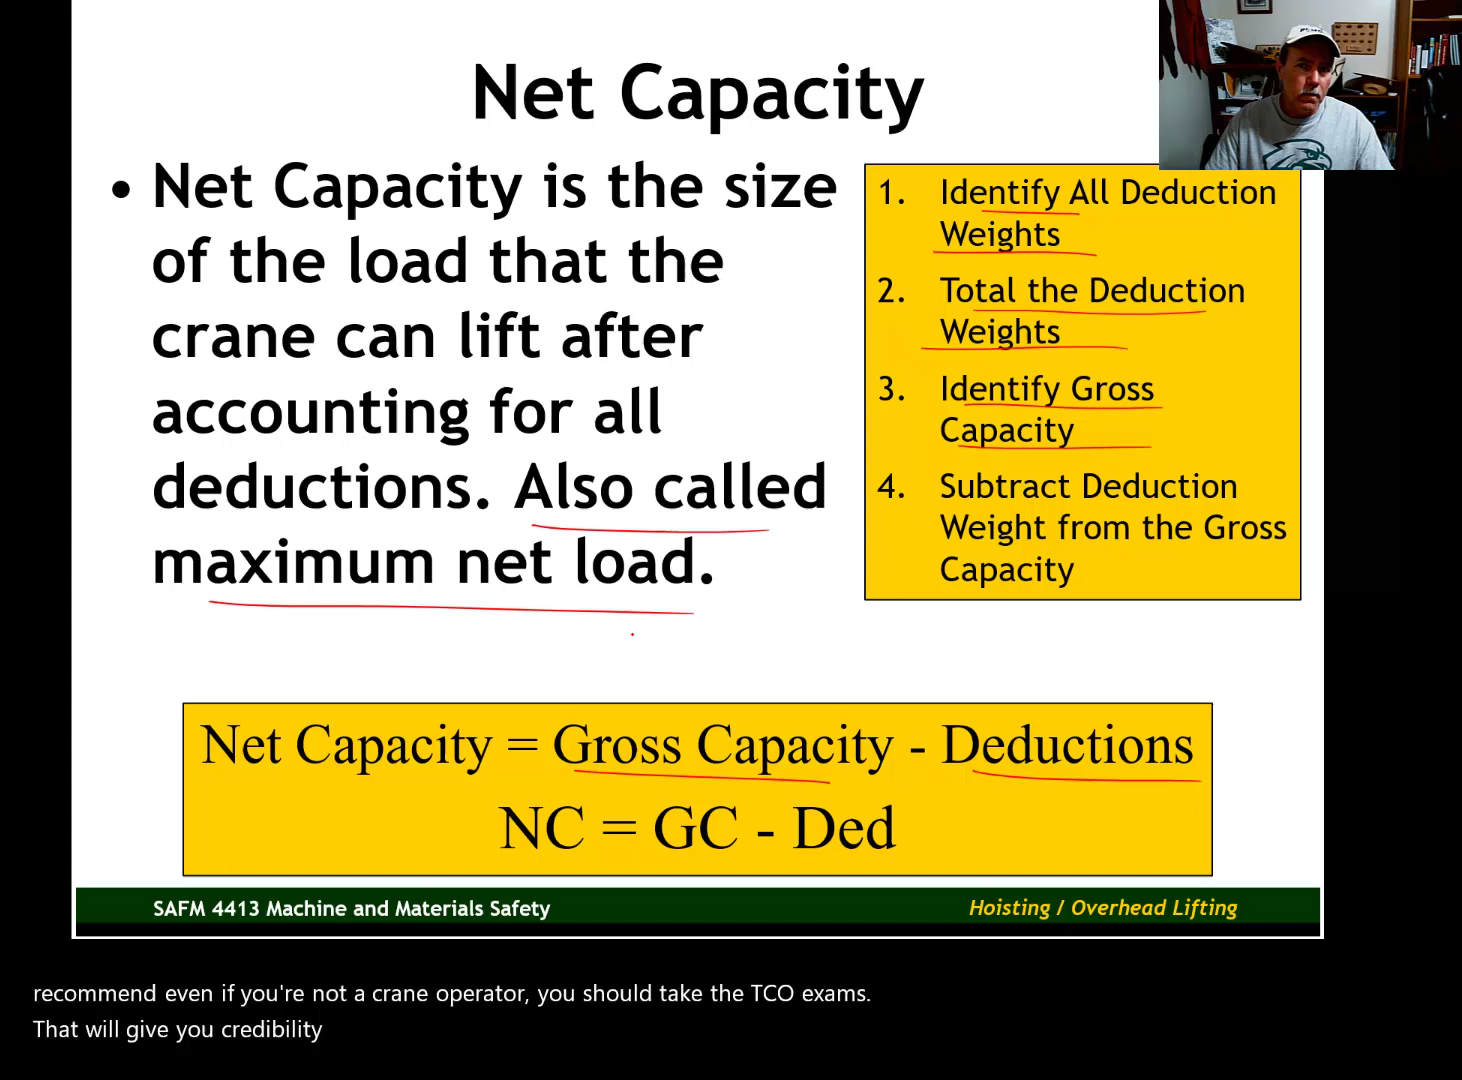 Net Capacity
• Net Capacity is the size
of the load that the
crane can lift after
accounting for all
deductions. Also called
maximum net load.
1. Identify All Deduction
Weights
2. Total the Deduction
Weights
3. Identify Gross
Capacity
4. Subtract Deduction
Weight from the Gross
Capacity
Net Capacity = Gross Capacity - Deductions
NC = GC - Ded
SAFM 4413 Machine and Materials Safety
Hoisting / Overhead Lifting
recommend even if you're not a crane operator, you should take the TCO exams.
That will give you credibility